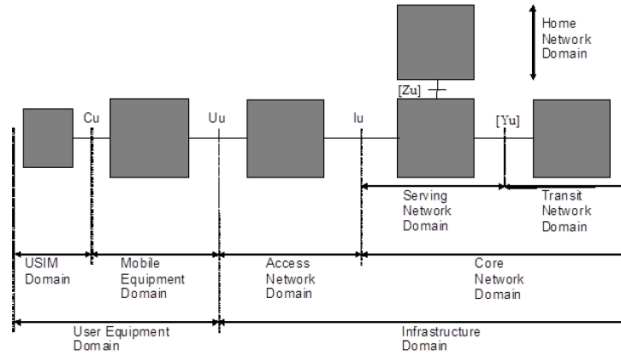 Home
Network
Domain
[Zu]
Cu
Uu
Iu
[Yu]
Serving
Network
Domain
Transit
Network
Domain
USIM
Domain
Mobile
Equipment
Domain
Access
Network
Domain
Core
Network
Domain
User Equipment
Domain
Infrastructure
Domain